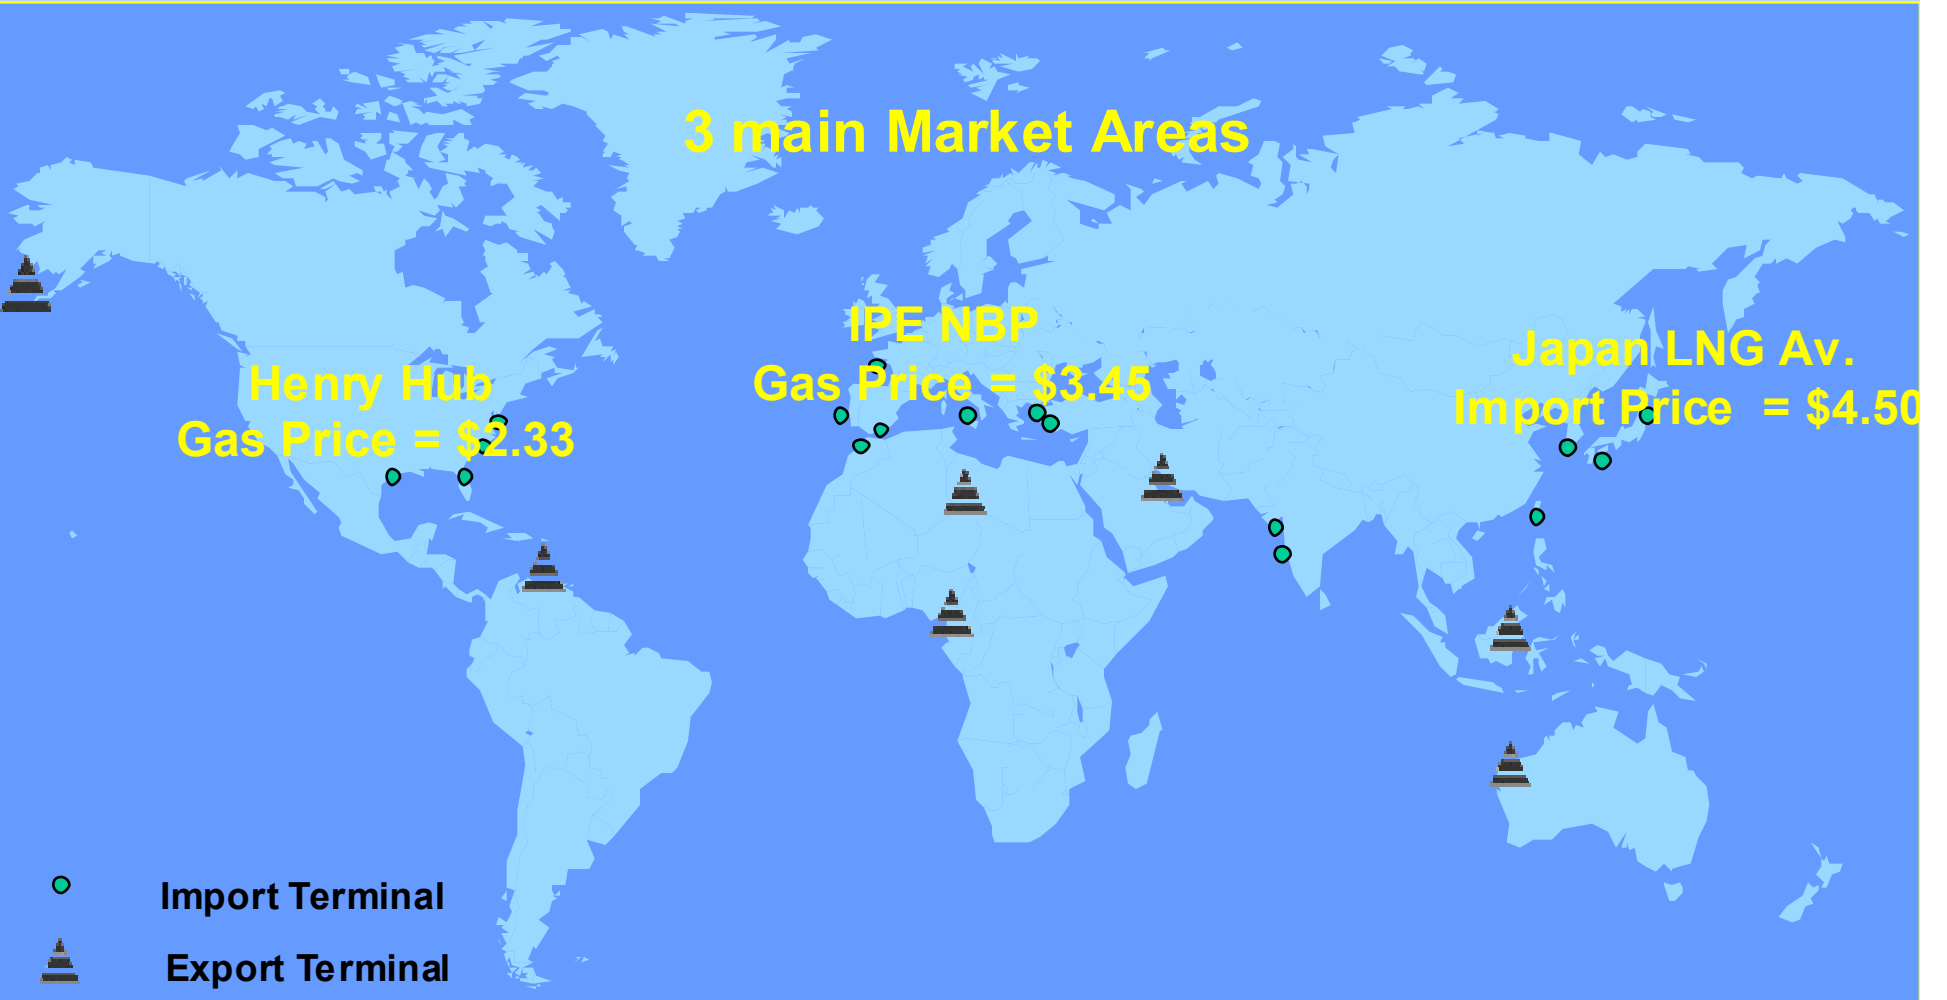 3 main Market Areas
IPE NBP
Gas Price = $3.45
Japan LNG Av.
Import Price = $4.50
Henry Hub
Gas Price = $2.33
Import Terminal
Export Terminal